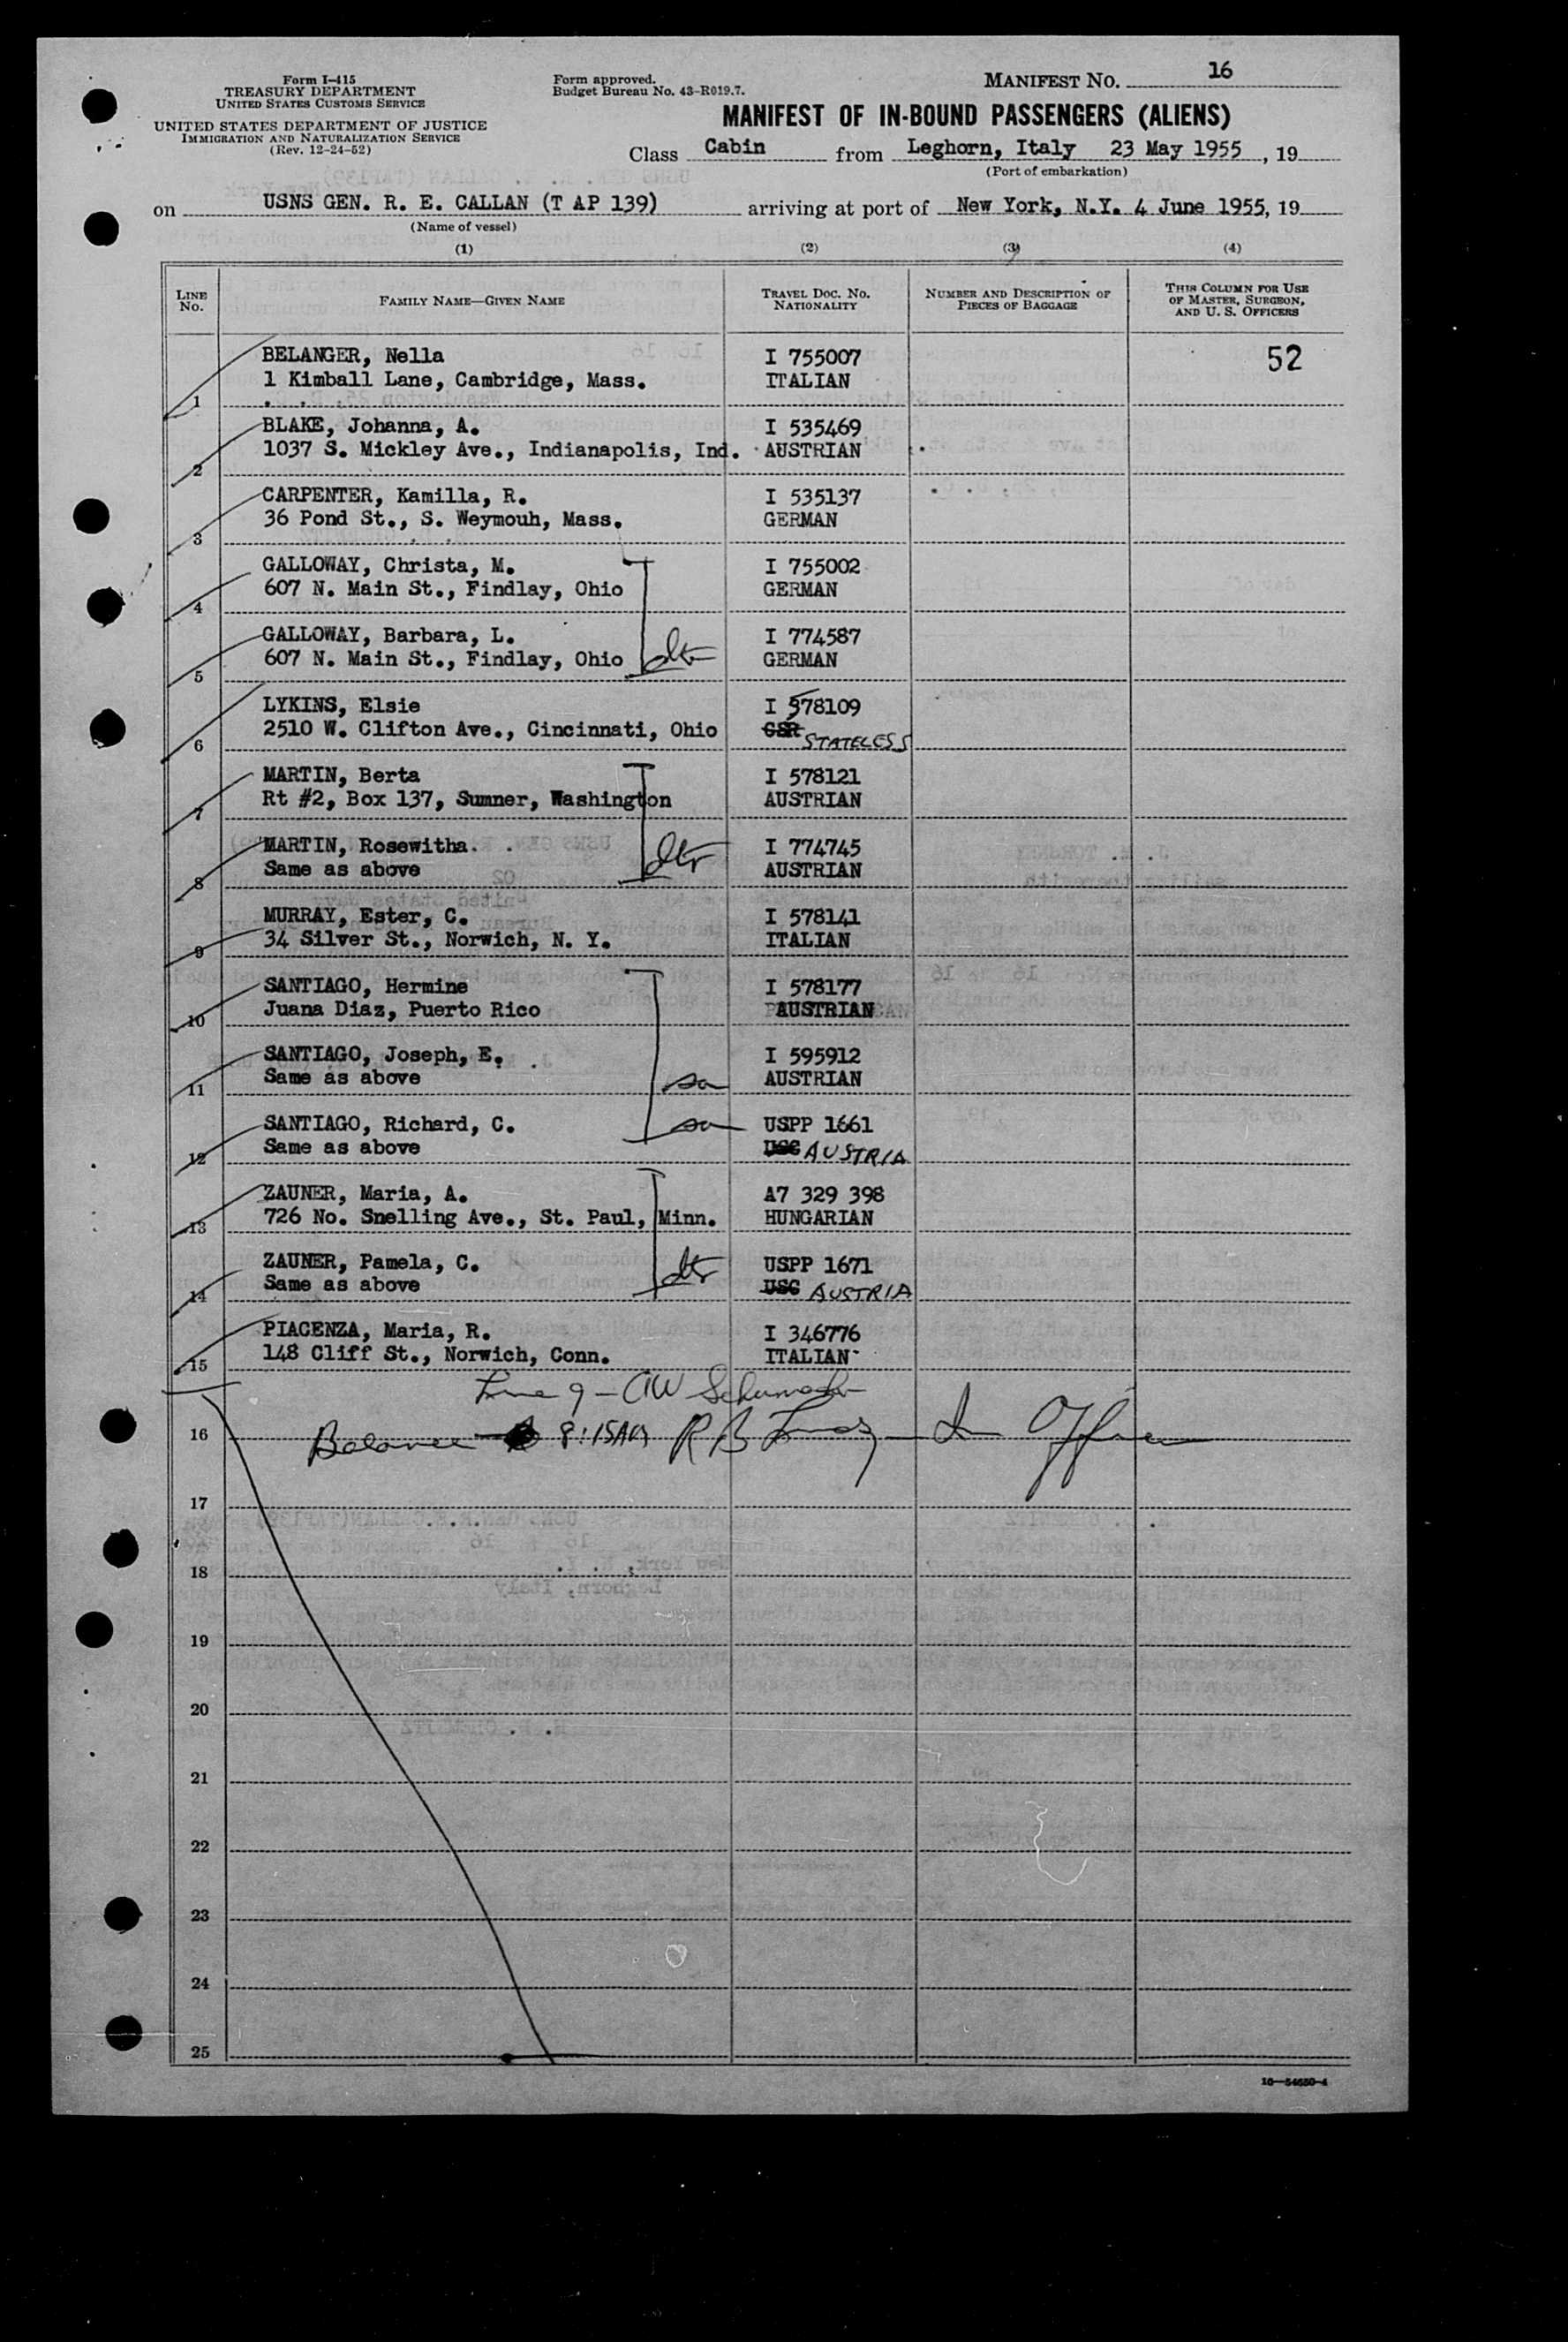 Form I-415
TREASURY DEPARTMENT
UNITED STATES CUSTOMS SERVICE
UNITED STATES DEPARTMENT OF JUSTICE
IMMIGRATION AND NATURALIZATION SERVICE
(Rev. 12-24-52)
Form approved.
Budget Bureau No. 43-R019.7.
MANIFEST NO. 16
MANIFEST OF IN-BOUND PASSENGERS (ALIENS)
Class Cabin from Leghorn, Italy 23 May 1955, 19
(Port of embarkation)
on USNS GEN. R. E. CALLAN (T AP 139) arriving at port of New York, N.Y. 4 June 1955, 19
(Name of vessel)
(1) (2) (3) (4)
LINE NO. FAMILY NAME—GIVEN NAME TRAVEL DOC. NO. NATIONALITY NUMBER AND DESCRIPTION OF PIECES OF BAGGAGE THIS COLUMN FOR USE OF MASTER, SURGEON, AND U. S. OFFICERS
BELANGER, Nella I 755007 52
1 1 Kimball Lane, Cambridge, Mass. ITALIAN
BLAKE, Johanna, A. I 535469
2 1037 S. Mickley Ave., Indianapolis, Ind. AUSTRIAN
CARPENTER, Kamilla, R. I 535137
3 36 Pond St., S. Weymouh, Mass. GERMAN
GALLOWAY, Christa, M. I 755002
4 607 N. Main St., Findlay, Ohio GERMAN
GALLOWAY, Barbara, L. I 774587
5 607 N. Main St., Findlay, Ohio dtr GERMAN
LYKINS, Elsie I 578109
6 2510 W. Clifton Ave., Cincinnati, Ohio STATELESS
MARTIN, Berta I 578121
7 Rt #2, Box 137, Sumner, Washington AUSTRIAN
MARTIN, Rosewitha. I 774745
8 Same as above dtr AUSTRIAN
MURRAY, Ester, C. I 578141
9 34 Silver St., Norwich, N. Y. ITALIAN
SANTIAGO, Hermine I 578177
10 Juana Diaz, Puerto Rico AUSTRIAN
SANTIAGO, Joseph, E. I 595912
11 Same as above AUSTRIAN
SANTIAGO, Richard, C. USPP 1661
12 Same as above USC AUSTRIA
ZAUNER, Maria, A. A7 329 398
13 726 No. Snelling Ave., St. Paul, Minn. HUNGARIAN
ZAUNER, Pamela, C. dtr USPP 1671
14 Same as above USC AUSTRIA
PIACENZA, Maria, R. I 346776
15 148 Cliff St., Norwich, Conn. ITALIAN
Line 9 -
16 Balance 8:15AM R B
17
18
19
20
21
22
23
24
25